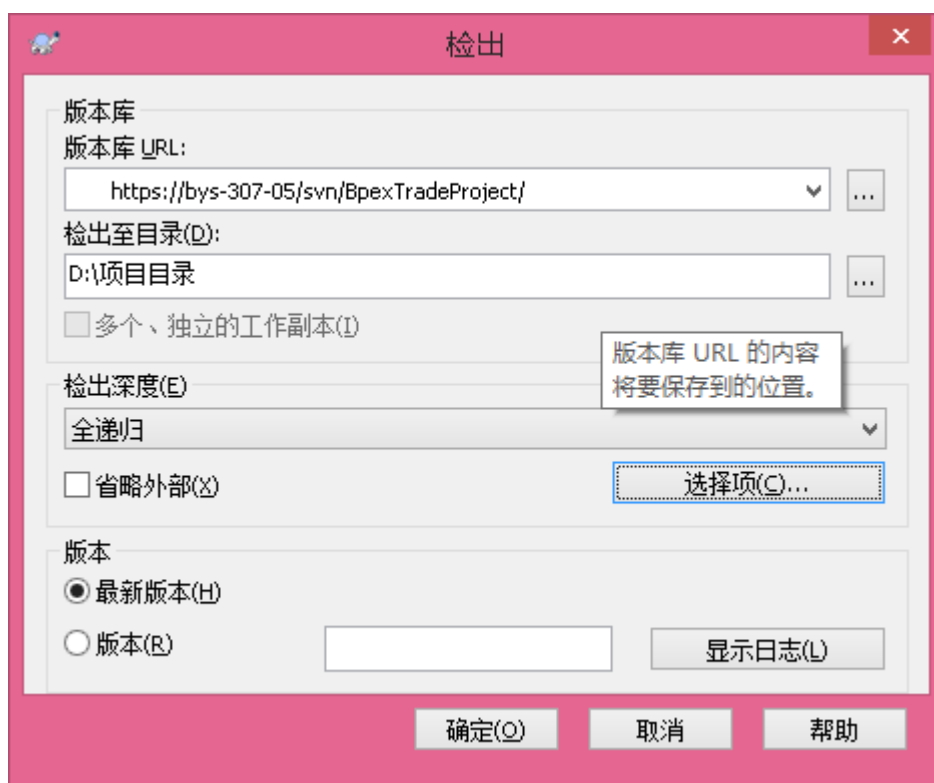 检出
版本库
版本库 URL:
https://bys-307-05/svn/BpexTradeProject/
...
检出至目录(D):
D:\项目目录
...
多个、独立的工作副本(I)
版本库 URL 的内容
将要保存到的位置。
检出深度(E)
全递归
省略外部(X)
选择项(C)...
版本
最新版本(H)
版本(R)
显示日志(L)
确定(O)
取消
帮助